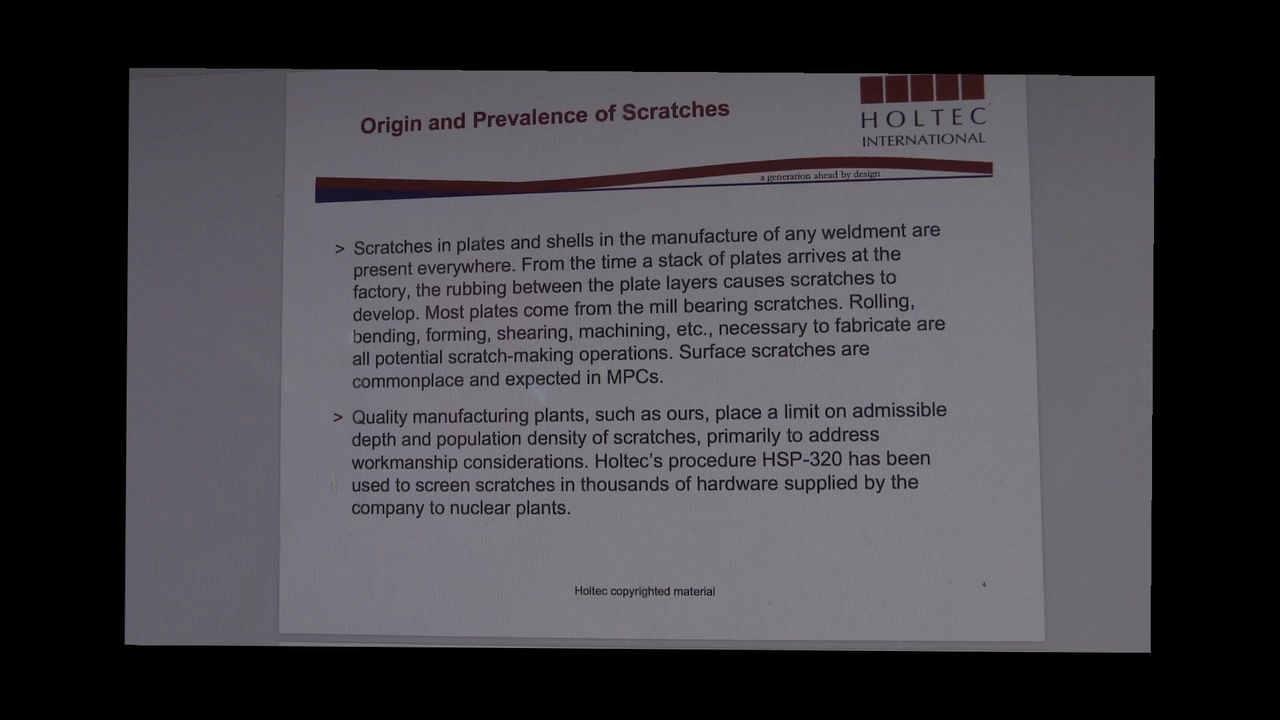 Origin and Prevalence of Scratches
HOLTEC
INTERNATIONAL
a generation ahead by design
> Scratches in plates and shells in the manufacture of any weldment are
present everywhere. From the time a stack of plates arrives at the
factory, the rubbing between the plate layers causes scratches to
develop. Most plates come from the mill bearing scratches. Rolling,
bending, forming, shearing, machining, etc., necessary to fabricate are
all potential scratch-making operations. Surface scratches are
commonplace and expected in MPCs.
> Quality manufacturing plants, such as ours, place a limit on admissible
depth and population density of scratches, primarily to address
workmanship considerations. Holtec's procedure HSP-320 has been
used to screen scratches in thousands of hardware supplied by the
company to nuclear plants.
Holtec copyrighted material
4